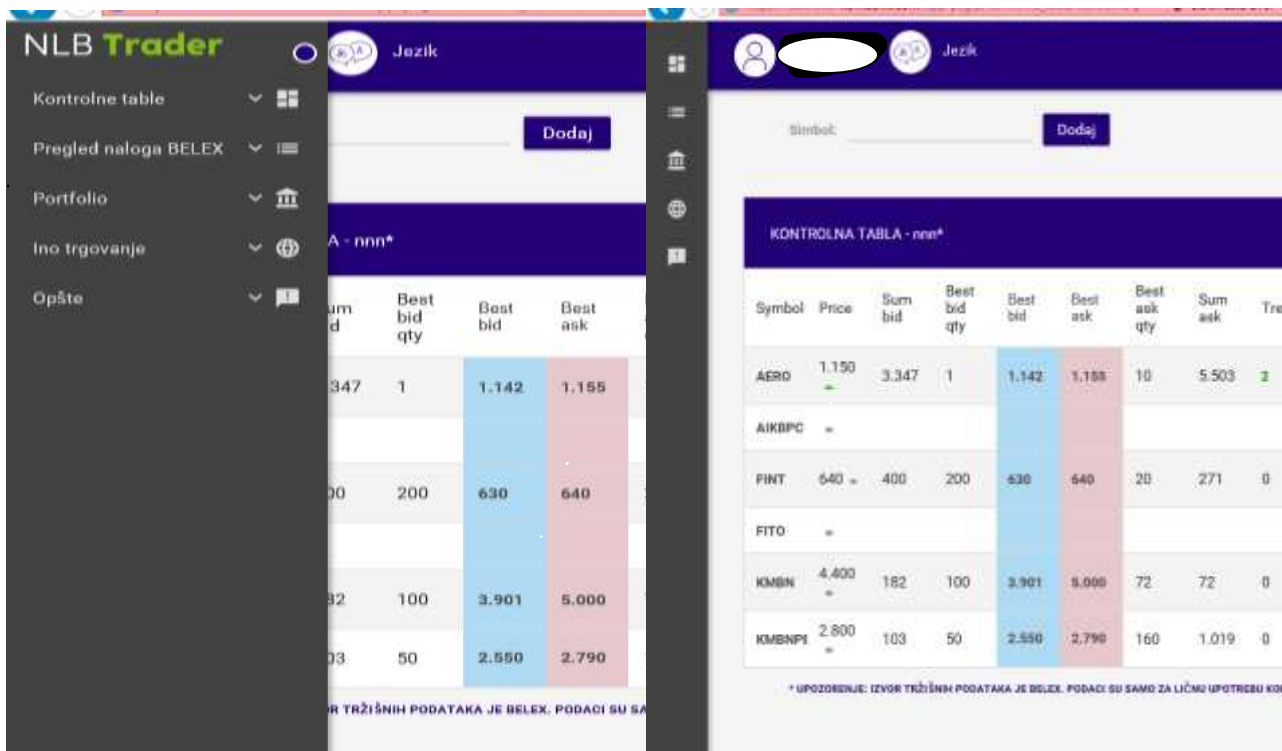 NLB Trader
Jezik
Kontrolne table
Pregled naloga BELEX
Portfolio
Ino trgovanje
Opšte
Dodaj
A - nnn*
um Best Best Best
d bid bid ask
qty
347 1 1.142 1.155
00 200 630 640
32 100 3.901 5.000
03 50 2.550 2.790
R TRŽIŠNIH PODATAKA JE BELEX. PODACI SU SA
Jezik
Simbol:
Dodaj
KONTROLNA TABLA - nnn*
Symbol Price Sum bid Best bid qty Best bid Best ask Best ask qty Sum ask Tre
AERO 1.150 3.347 1 1.142 1.155 10 5.503 2
AIKBPC =
FINT 640 = 400 200 630 640 20 271 0
FITO =
KMBN 4.400 = 182 100 3.901 5.000 72 72 0
KMBNPI 2.800 = 103 50 2.550 2.790 160 1.019 0
* UPOZORENJE: IZVOR TRŽIŠNIH PODATAKA JE BELEX. PODACI SU SAMO ZA LIČNU UPOTREBU KOR